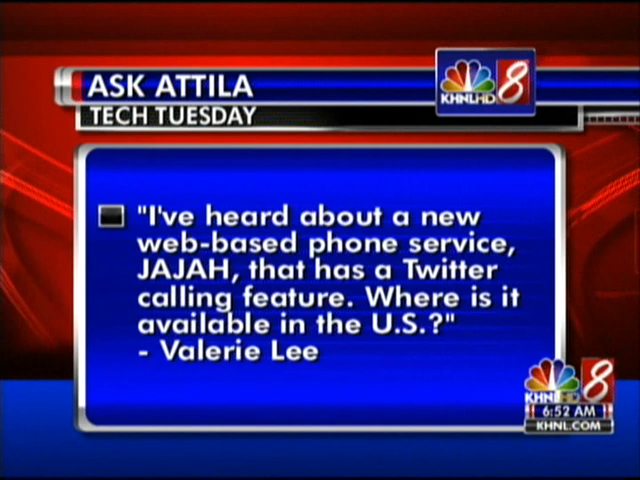 ASK ATTILA
KHNLHD 8
TECH TUESDAY
"I've heard about a new
web-based phone service,
JAJAH, that has a Twitter
calling feature. Where is it
available in the U.S.?"
- Valerie Lee
KHNLHD 8
6:52 AM
KHNL.COM